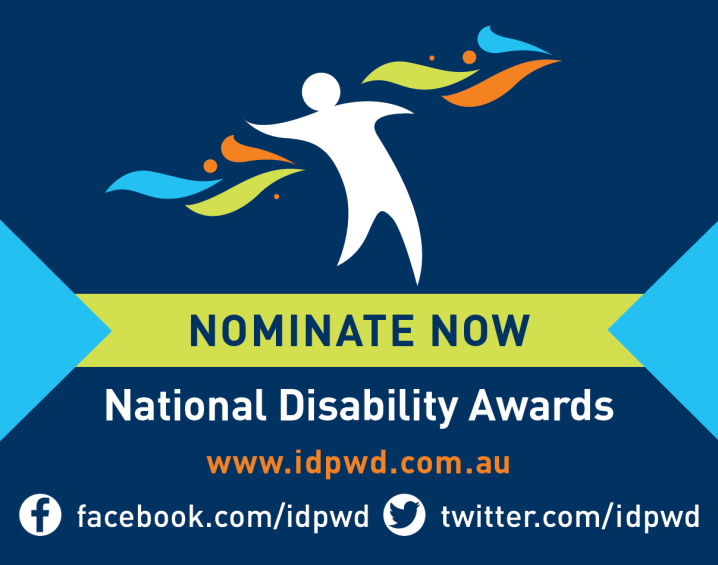 NOMINATE NOW
National Disability Awards
www.idpwd.com.au
facebook.com/idpwd twitter.com/idpwd